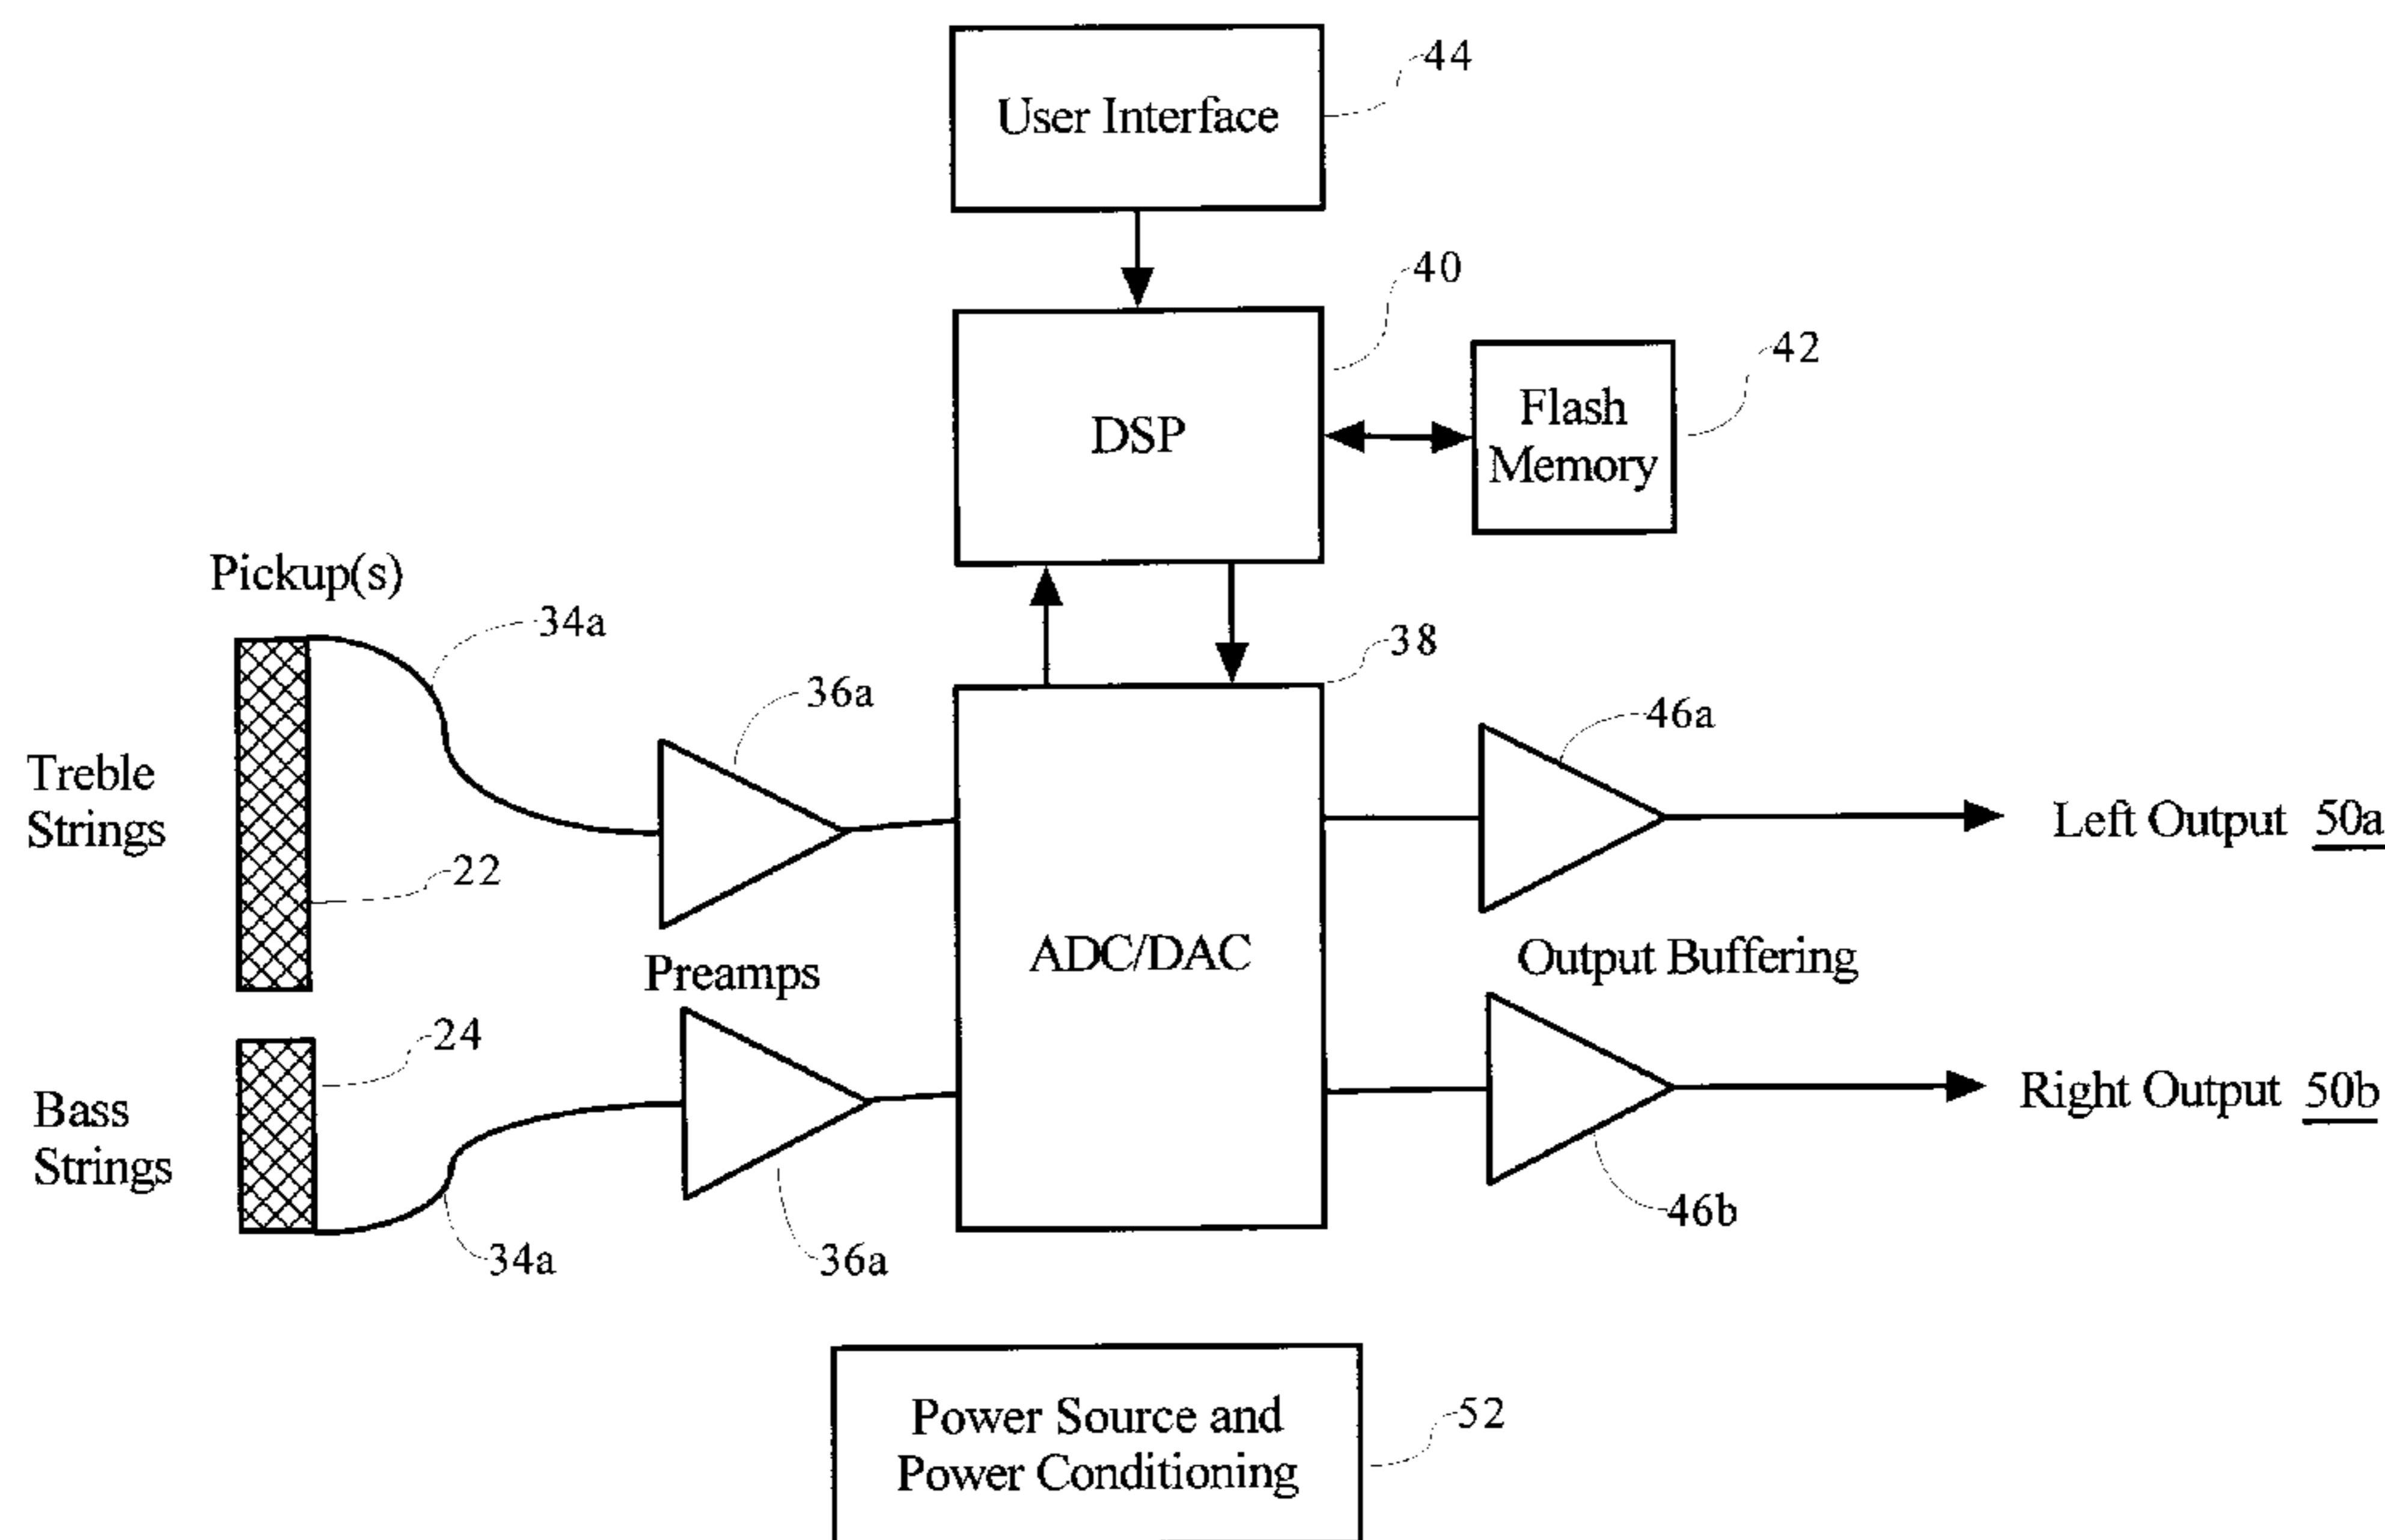 44
User Interface
40
42
Flash
Memory
DSP
Pickup(s)
34a
38
36a
46a
Treble
Strings
22
Left Output 50a
Preamps
ADC/DAC
Output Buffering
24
Bass
Strings
Right Output 50b
46b
34a
36a
Power Source and
Power Conditioning
52